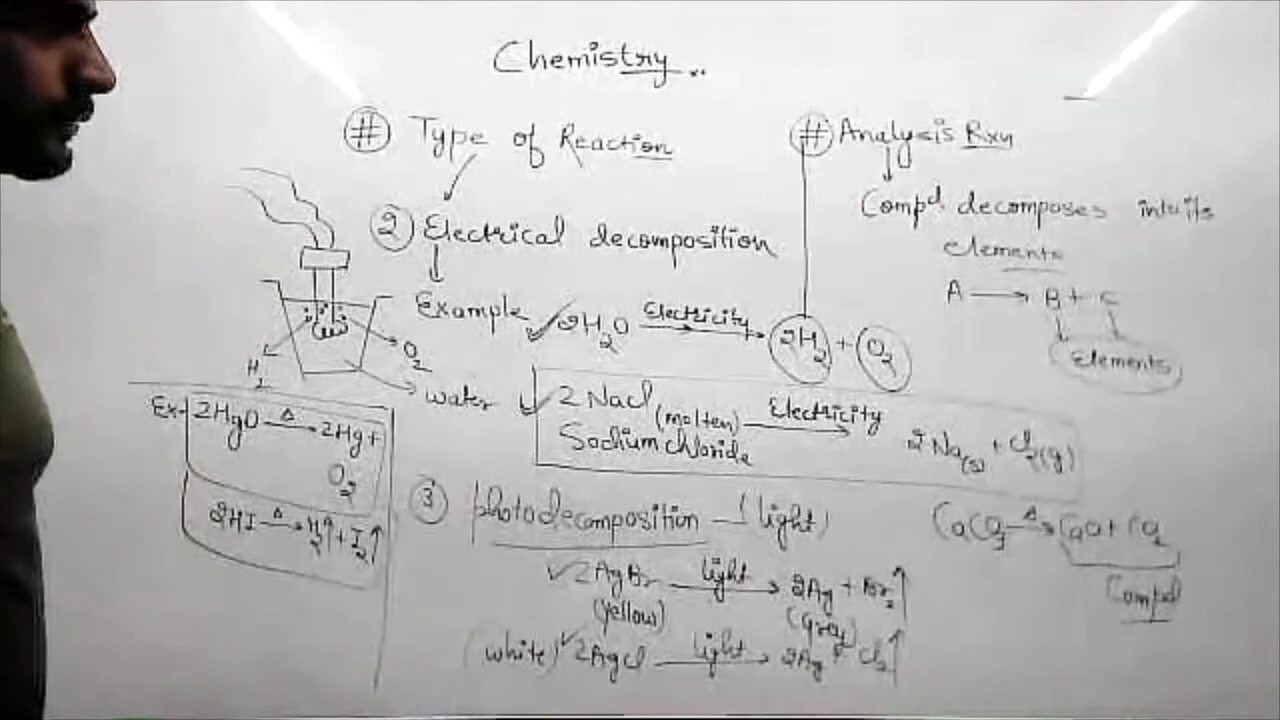 Chemistry..
# Type of Reaction
② Electrical decomposition
Example ✓ 2H₂O —Electricity→ 2H₂ + O₂
H₂
O₂
water
✓ 2 Nacl (molten) —Electricity→ 2Na(s) + Cl₂(g)
Sodium chloride
Ex- 2HgO —Δ→ 2Hg +
O₂
2HI —Δ→ H₂↑ + I₂↑
③ photodecomposition — (light)
✓ 2AgBr —light→ 2Ag + Br₂↑
(yellow) (Gray)
(white) ✓ 2Agcl —light→ 2Ag + Cl₂↑
# Analysis Rxn
Compd. decomposes into its
elements
A → B + C
Elements
CaCO₃ —Δ→ CaO + CO₂
Compd